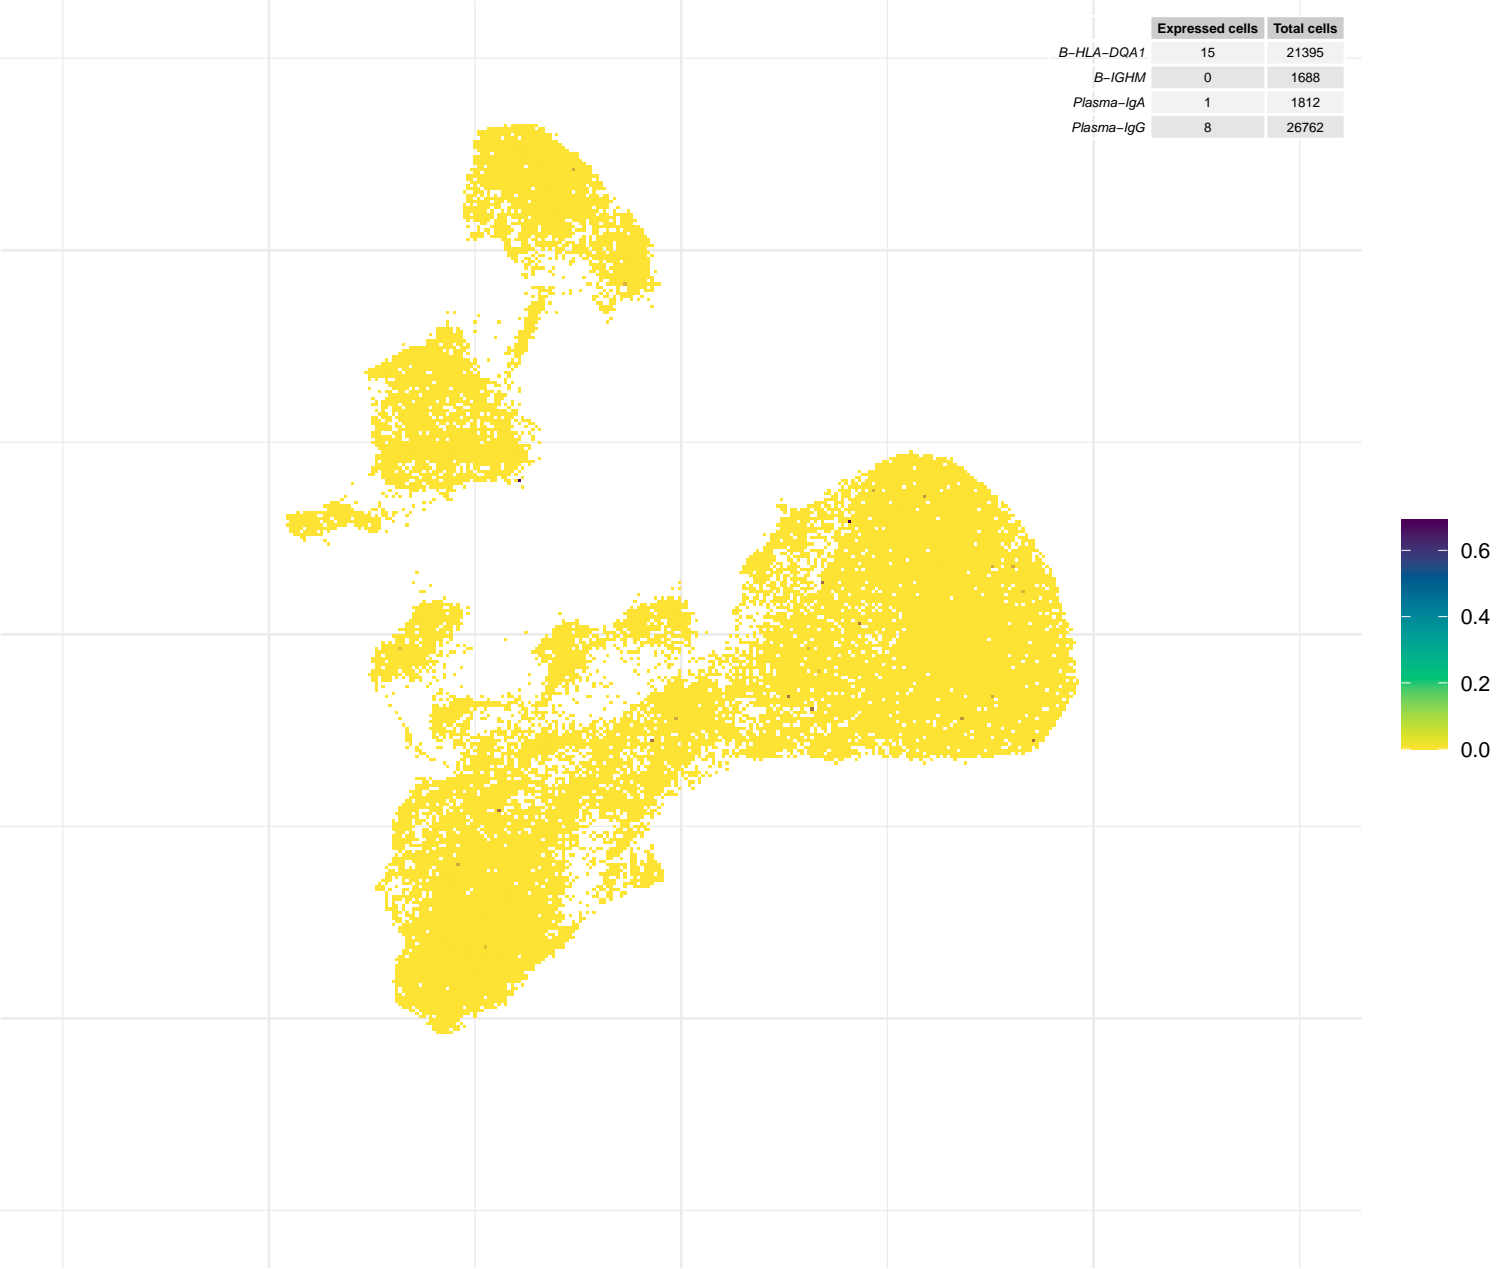 Expressed cells Total cells
B−HLA−DQA1 15 21395
B−IGHM 0 1688
Plasma−IgA 1 1812
Plasma−IgG 8 26762
0.6
0.4
0.2
0.0